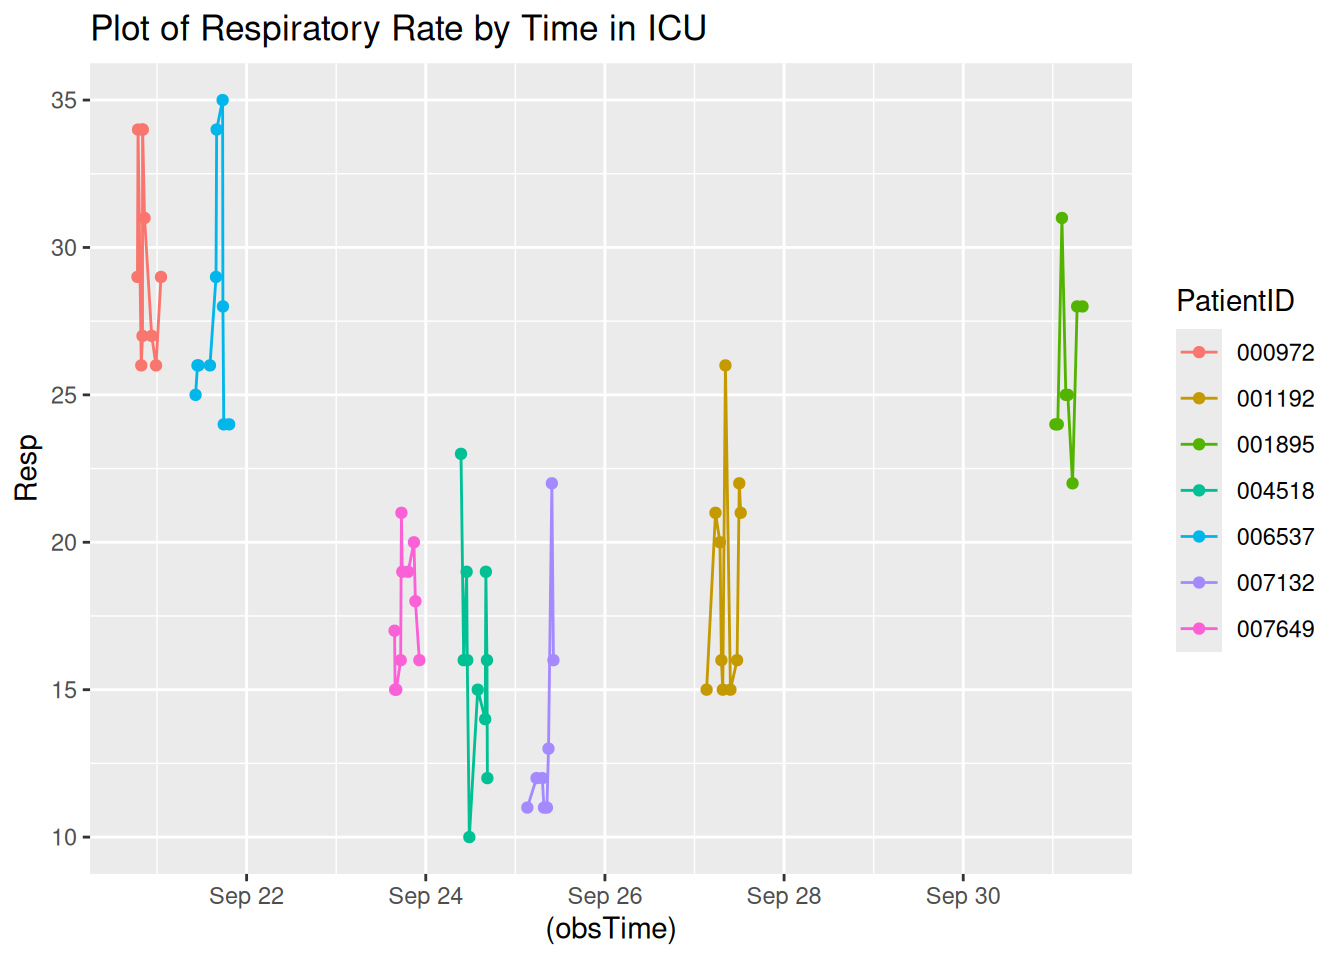 Plot of Respiratory Rate by Time in ICU
35
30
25
20
15
10
Resp
Sep 22
Sep 24
Sep 26
Sep 28
Sep 30
(obsTime)
PatientID
000972
001192
001895
004518
006537
007132
007649